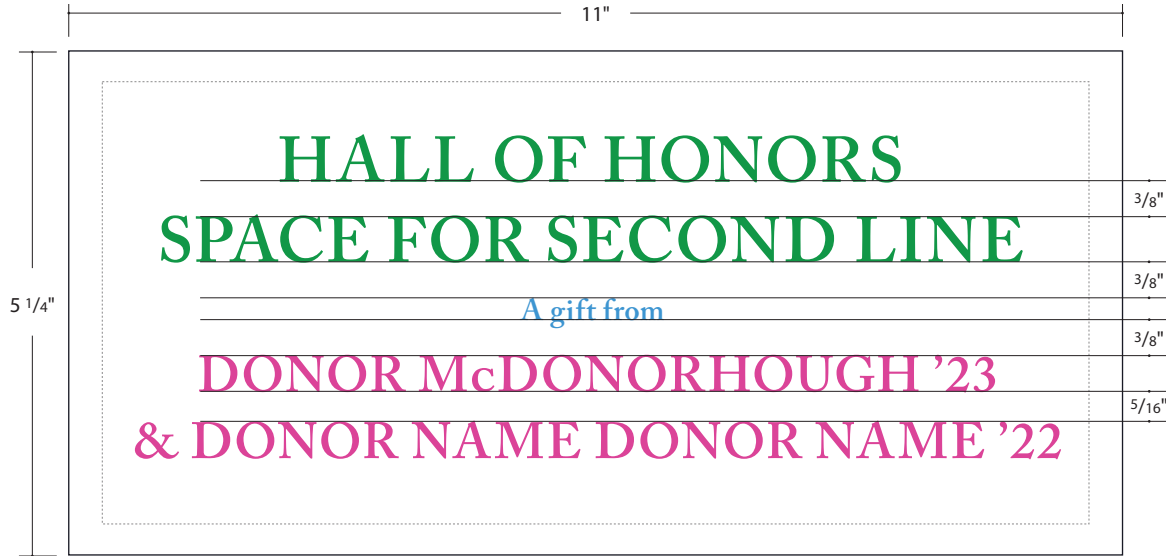 11"
HALL OF HONORS
3/8"
SPACE FOR SECOND LINE
3/8"
5 1/4"
A gift from
3/8"
DONOR McDONORHOUGH ’23
5/16"
& DONOR NAME DONOR NAME ’22